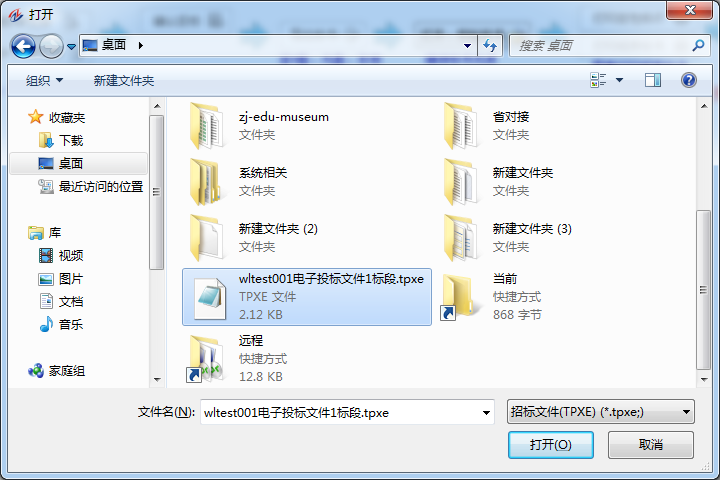 打开
桌面
搜索 桌面
组织
新建文件夹
收藏夹
下载
桌面
最近访问的位置
库
视频
图片
文档
音乐
家庭组
zj-edu-museum
文件夹
省对接
文件夹
系统相关
文件夹
新建文件夹
文件夹
新建文件夹 (2)
文件夹
新建文件夹 (3)
文件夹
wltest001电子投标文件1标段.tpxe
TPXE 文件
2.12 KB
当前
快捷方式
868 字节
远程
快捷方式
12.8 KB
文件名(N):
wltest001电子投标文件1标段.tpxe
招标文件(TPXE) (*.tpxe;)
打开(O)
取消